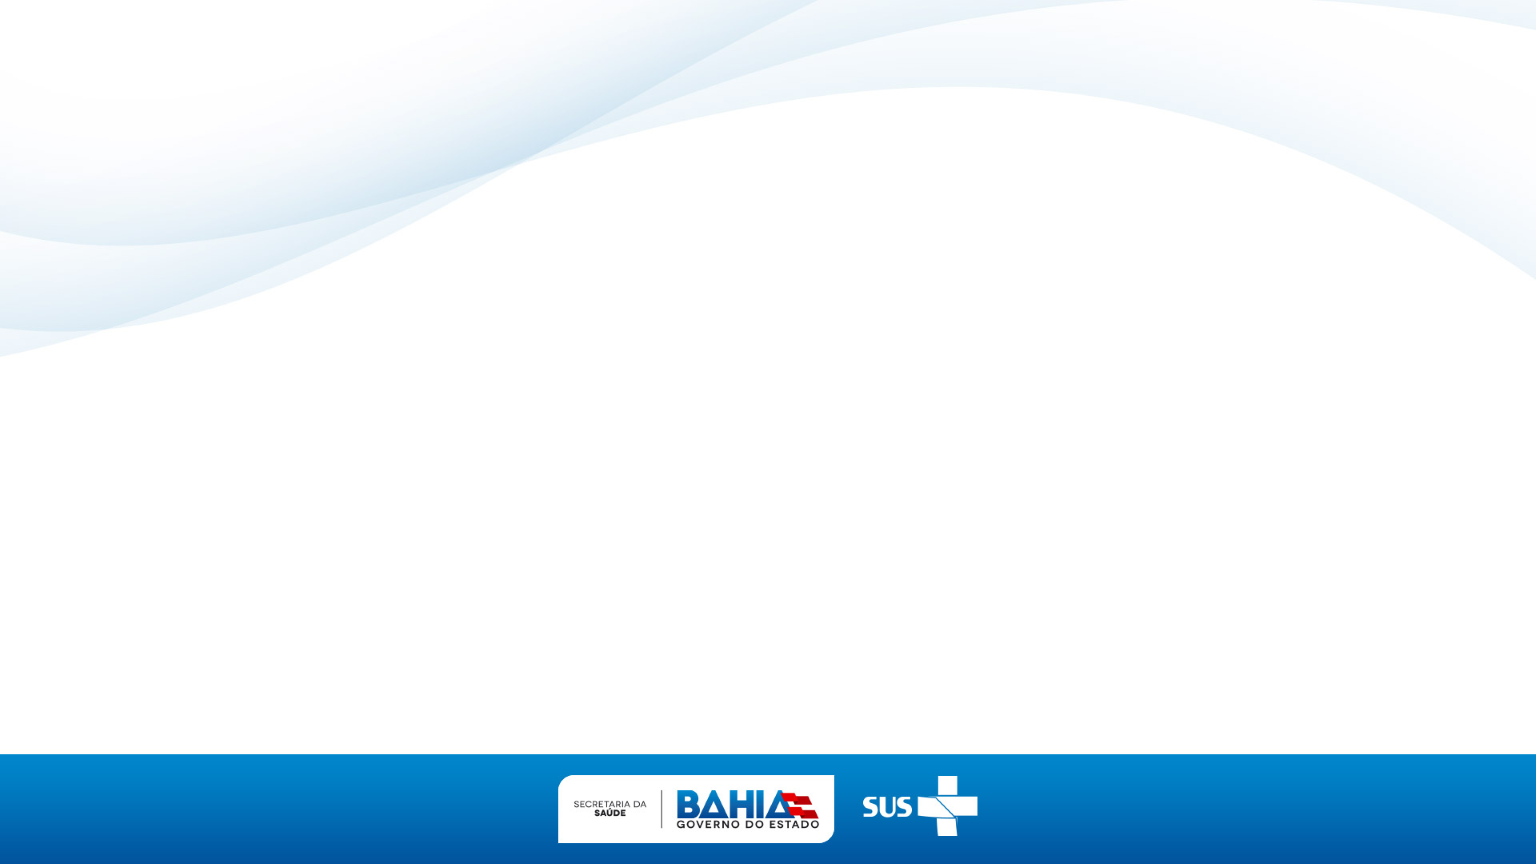 SECRETARIA DA
SAÚDE
BAHIA
GOVERNO DO ESTADO
SUS